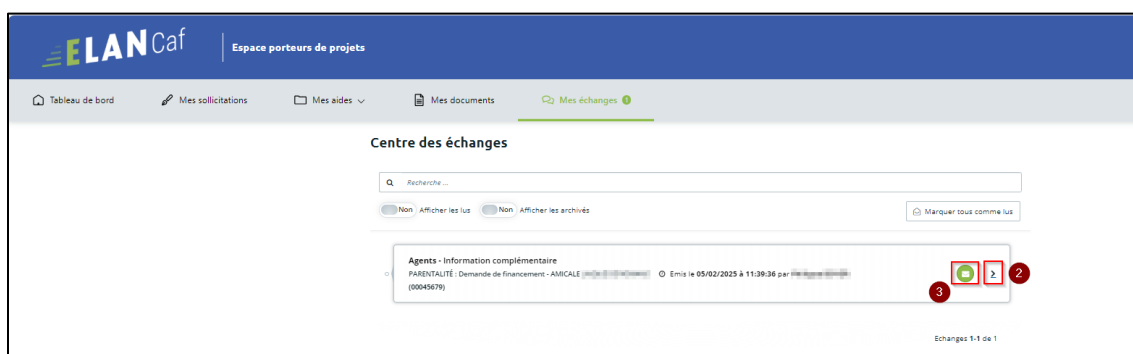 ELAN Caf
Espace porteurs de projets
Tableau de bord Mes sollicitations Mes aides Mes documents Mes échanges 1
Centre des échanges
Recherche ...
Non Afficher les lus Non Afficher les archivés Marquer tous comme lus
Agents - Information complémentaire
PARENTALITÉ : Demande de financement - AMICALE Emis le 05/02/2025 à 11:39:36 par
(00045679)
2
3
Echanges 1-1 de 1